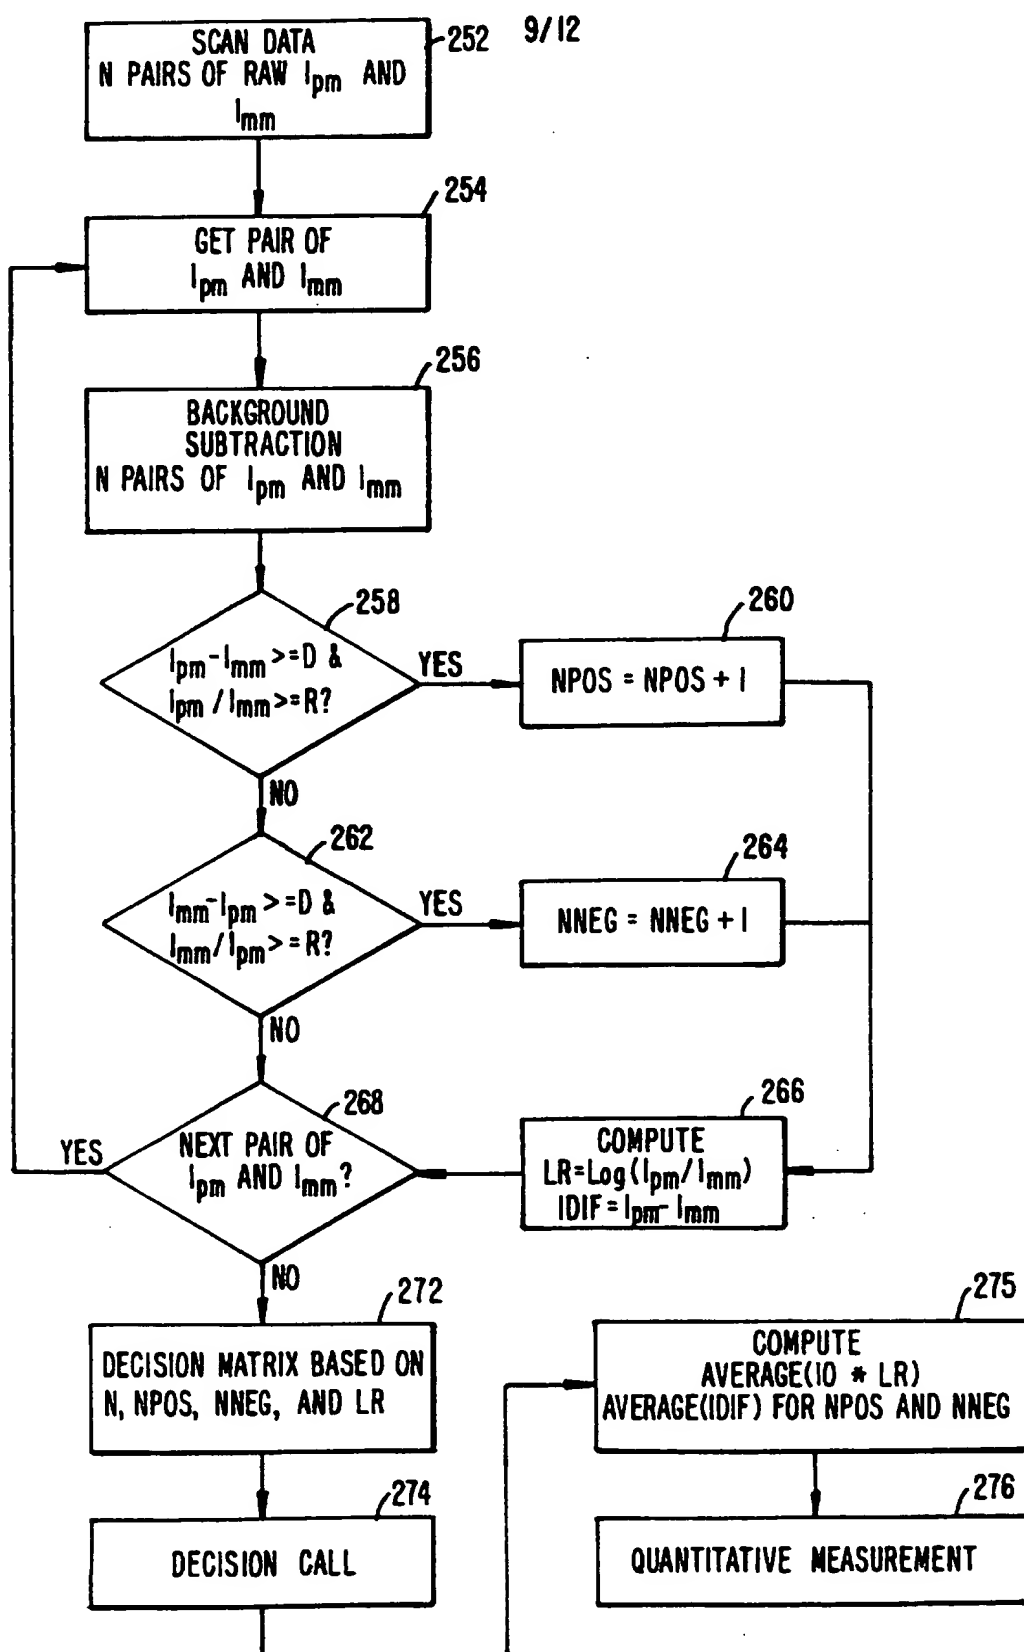 9/12
252
SCAN DATA
N PAIRS OF RAW Ipm AND
Imm
254
GET PAIR OF
Ipm AND Imm
256
BACKGROUND
SUBTRACTION
N PAIRS OF Ipm AND Imm
258
Ipm-Imm>=D &
Ipm/Imm>=R?
YES
260
NPOS = NPOS + 1
NO
262
Imm-Ipm>=D &
Imm/Ipm>=R?
YES
264
NNEG = NNEG + 1
NO
268
NEXT PAIR OF
Ipm AND Imm?
YES
266
COMPUTE
LR=Log(Ipm/Imm)
IDIF=Ipm-Imm
NO
272
DECISION MATRIX BASED ON
N, NPOS, NNEG, AND LR
274
DECISION CALL
275
COMPUTE
AVERAGE(10 * LR)
AVERAGE(IDIF) FOR NPOS AND NNEG
276
QUANTITATIVE MEASUREMENT